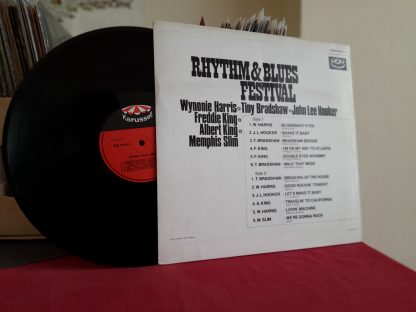 RHYTHM & BLUES
FESTIVAL
Wynonie Harris • Tiny Bradshaw • John Lee Hooker
Freddie King •
Albert King •
Memphis Slim
Side 1:
1. W. HARRIS BLOODSHOT EYES
2. J.L. HOOKER SHAKE IT BABY
3. T. BRADSHAW BRADSHAW BOOGIE
4. F. KING I'M ON MY WAY TO ATLANTA
5. F. KING DOUBLE EYED WHAMMY
6. T. BRADSHAW WALK THAT MESS
Side 2:
1. T. BRADSHAW BREAKING UP THE HOUSE
2. W. HARRIS GOOD ROCKIN' TONIGHT
3. J.L. HOOKER LET'S MAKE IT BABY
4. A. KING TRAVELIN' TO CALIFORNIA
5. W. HARRIS LOVIN' MACHINE
6. M. SLIM WE'RE GONNA ROCK
Karussell